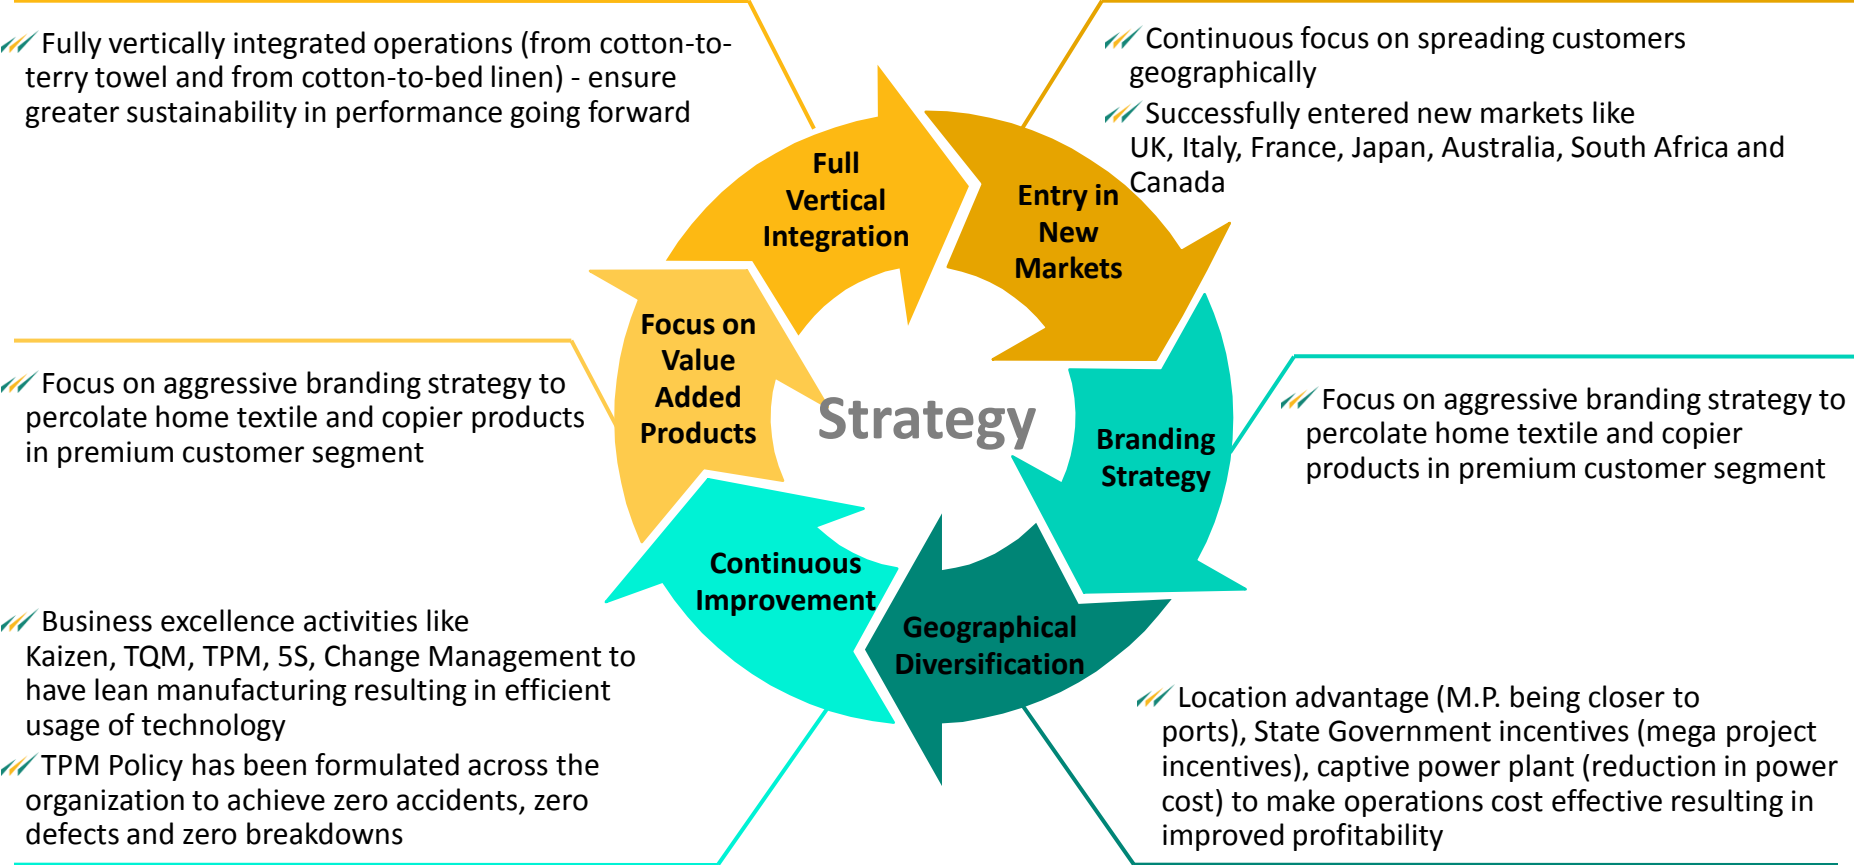 Fully vertically integrated operations (from cotton-to-
terry towel and from cotton-to-bed linen) - ensure
greater sustainability in performance going forward
Continuous focus on spreading customers
geographically
Successfully entered new markets like
UK, Italy, France, Japan, Australia, South Africa and
Canada
Full
Vertical
Integration
Entry in
New
Markets
Focus on
Value
Added
Products
Strategy
Branding
Strategy
Focus on aggressive branding strategy to
percolate home textile and copier products
in premium customer segment
Focus on aggressive branding strategy to
percolate home textile and copier
products in premium customer segment
Continuous
Improvement
Geographical
Diversification
Business excellence activities like
Kaizen, TQM, TPM, 5S, Change Management to
have lean manufacturing resulting in efficient
usage of technology
TPM Policy has been formulated across the
organization to achieve zero accidents, zero
defects and zero breakdowns
Location advantage (M.P. being closer to
ports), State Government incentives (mega project
incentives), captive power plant (reduction in power
cost) to make operations cost effective resulting in
improved profitability